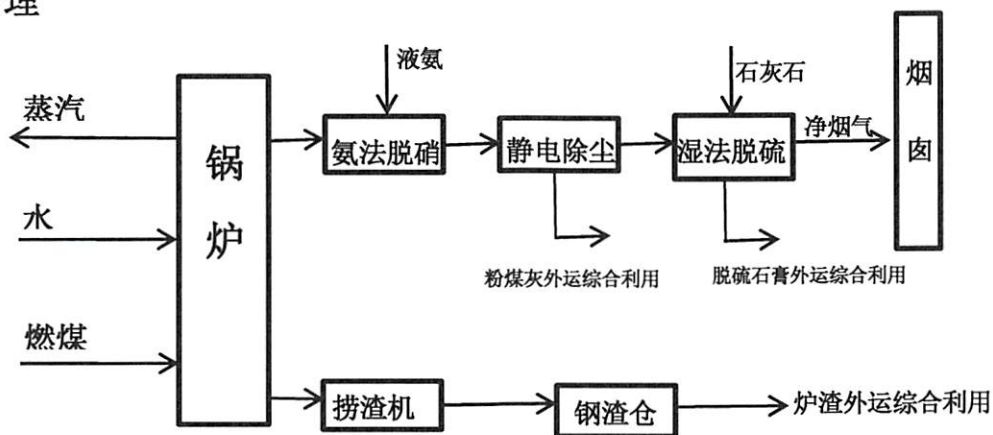 理
液氨
石灰石
烟囱
蒸汽
锅炉
氨法脱硝
静电除尘
湿法脱硫
净烟气
水
粉煤灰外运综合利用
脱硫石膏外运综合利用
燃煤
捞渣机
钢渣仓
炉渣外运综合利用